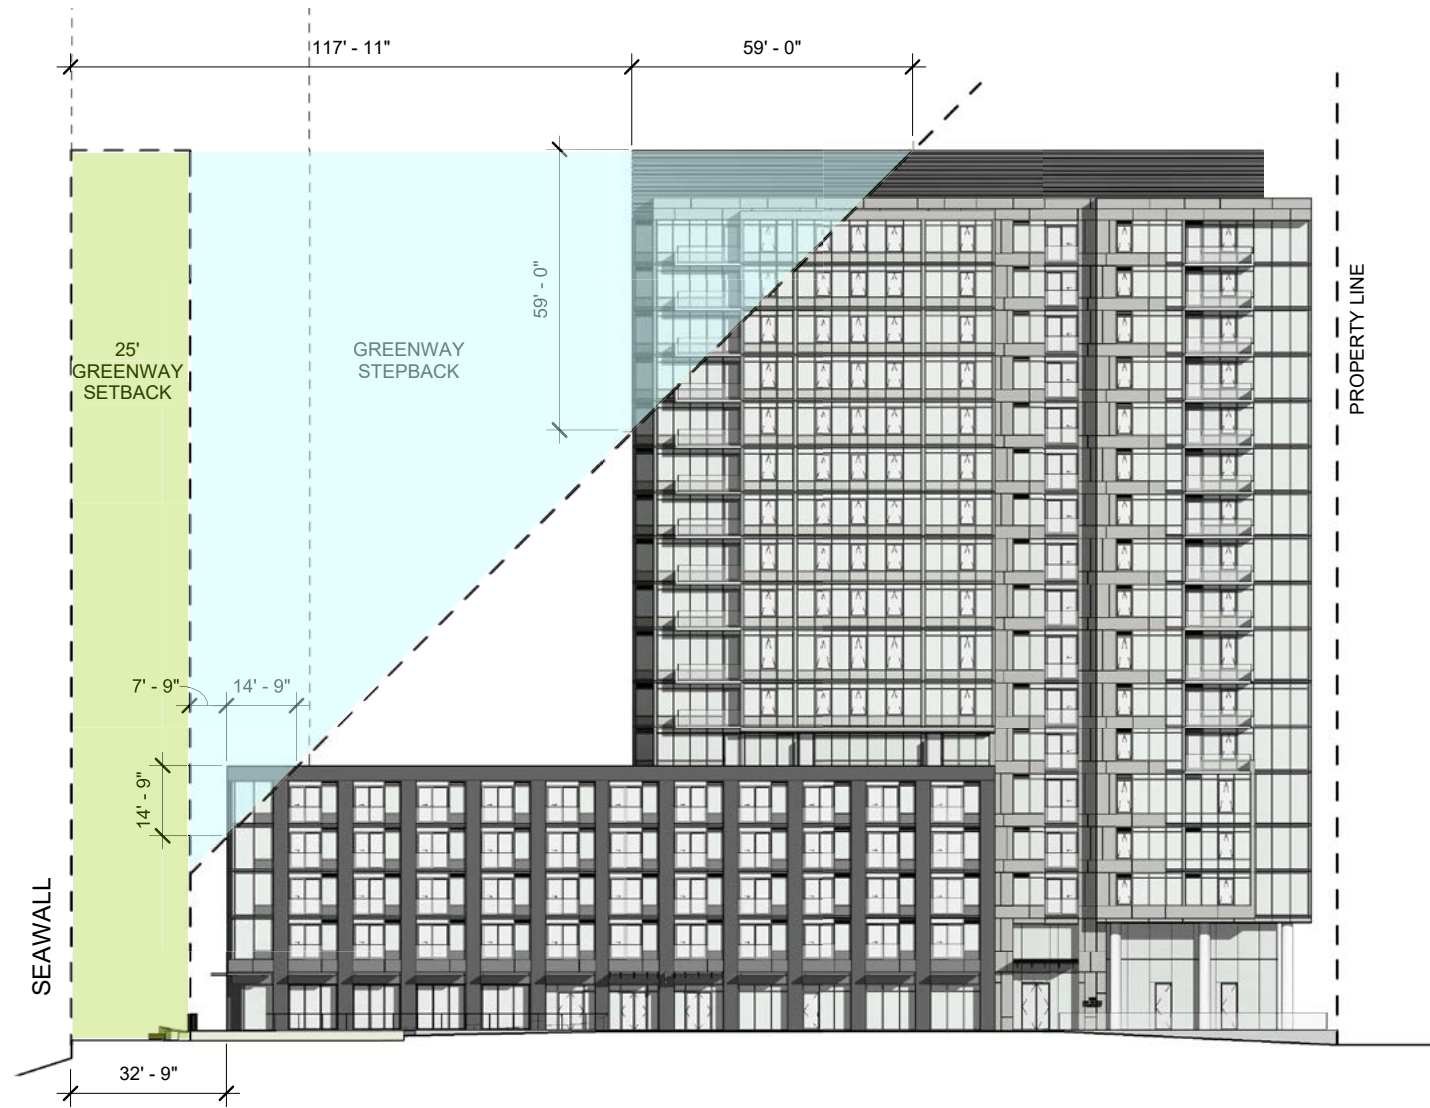 117' - 11"
59' - 0"
59' - 0"
25'
GREENWAY
SETBACK
GREENWAY
STEPBACK
PROPERTY LINE
7' - 9"
14' - 9"
14' - 9"
SEAWALL
32' - 9"